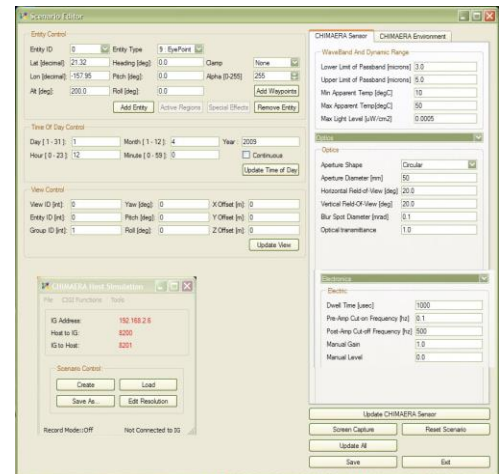 Scenario Editor
Entity Control
Entity ID 0 Entity Type 9 : EyePoint
Lat [decimal]: 21.32 Heading [deg]: 0.0 Clamp None
Lon [decimal]: -157.95 Pitch [deg]: 0.0 Alpha [0-255] 255
Alt [deg]: 200.0 Roll [deg]: 0.0 Add Waypoints
Add Entity Active Regions Special Effects Remove Entity
Time Of Day Control
Day [ 1 - 31 ]: 1 Month [ 1 - 12 ]: 4 Year : 2009
Hour [ 0 - 23 ]: 12 Minute [ 0 - 59 ]: 0 Continuous
Update Time of Day
View Control
View ID [int]: 0 Yaw [deg]: 0 X Offset [m]: 0
Entity ID [int]: 0 Pitch [deg]: 0 Y Offset [m]: 0
Group ID [int]: 1 Roll [deg]: 0 Z Offset [m]: 0
Update View
CHIMAERA Host Simulation
File CIGI Functions Tools
IG Address: 192.168.2.6
Host to IG: 8200
IG to Host: 8201
Scenario Control:
Create Load
Save As... Edit Resolution
Record Mode::Off Not Connected to IG
CHIMAERA Sensor CHIMAERA Environment
WaveBand And Dynamic Range
Lower Limit of Passband [microns] 3.0
Upper Limit of Passband [microns] 5.0
Min Apparent Temp [degC] 10
Max Apparent Temp[degC] 50
Max Light Level [µW/cm2] 0.0005
Optics
Optics
Aperture Shape Circular
Aperture Diameter [mm] 50
Horizontal Field-of-View [deg] 20.0
Vertical Field-Of-View [deg] 20.0
Blur Spot Diameter [mrad] 0.1
Optical transmittance 1.0
Electronics
Electric
Dwell Time [usec] 1000
Pre-Amp Cut-on Frequency [hz] 0.1
Post-Amp Cut-off Frequency [hz] 500
Manual Gain 1.0
Manual Level 0.0
Update CHIMAERA Sensor
Screen Capture Reset Scenario
Update All
Save Exit